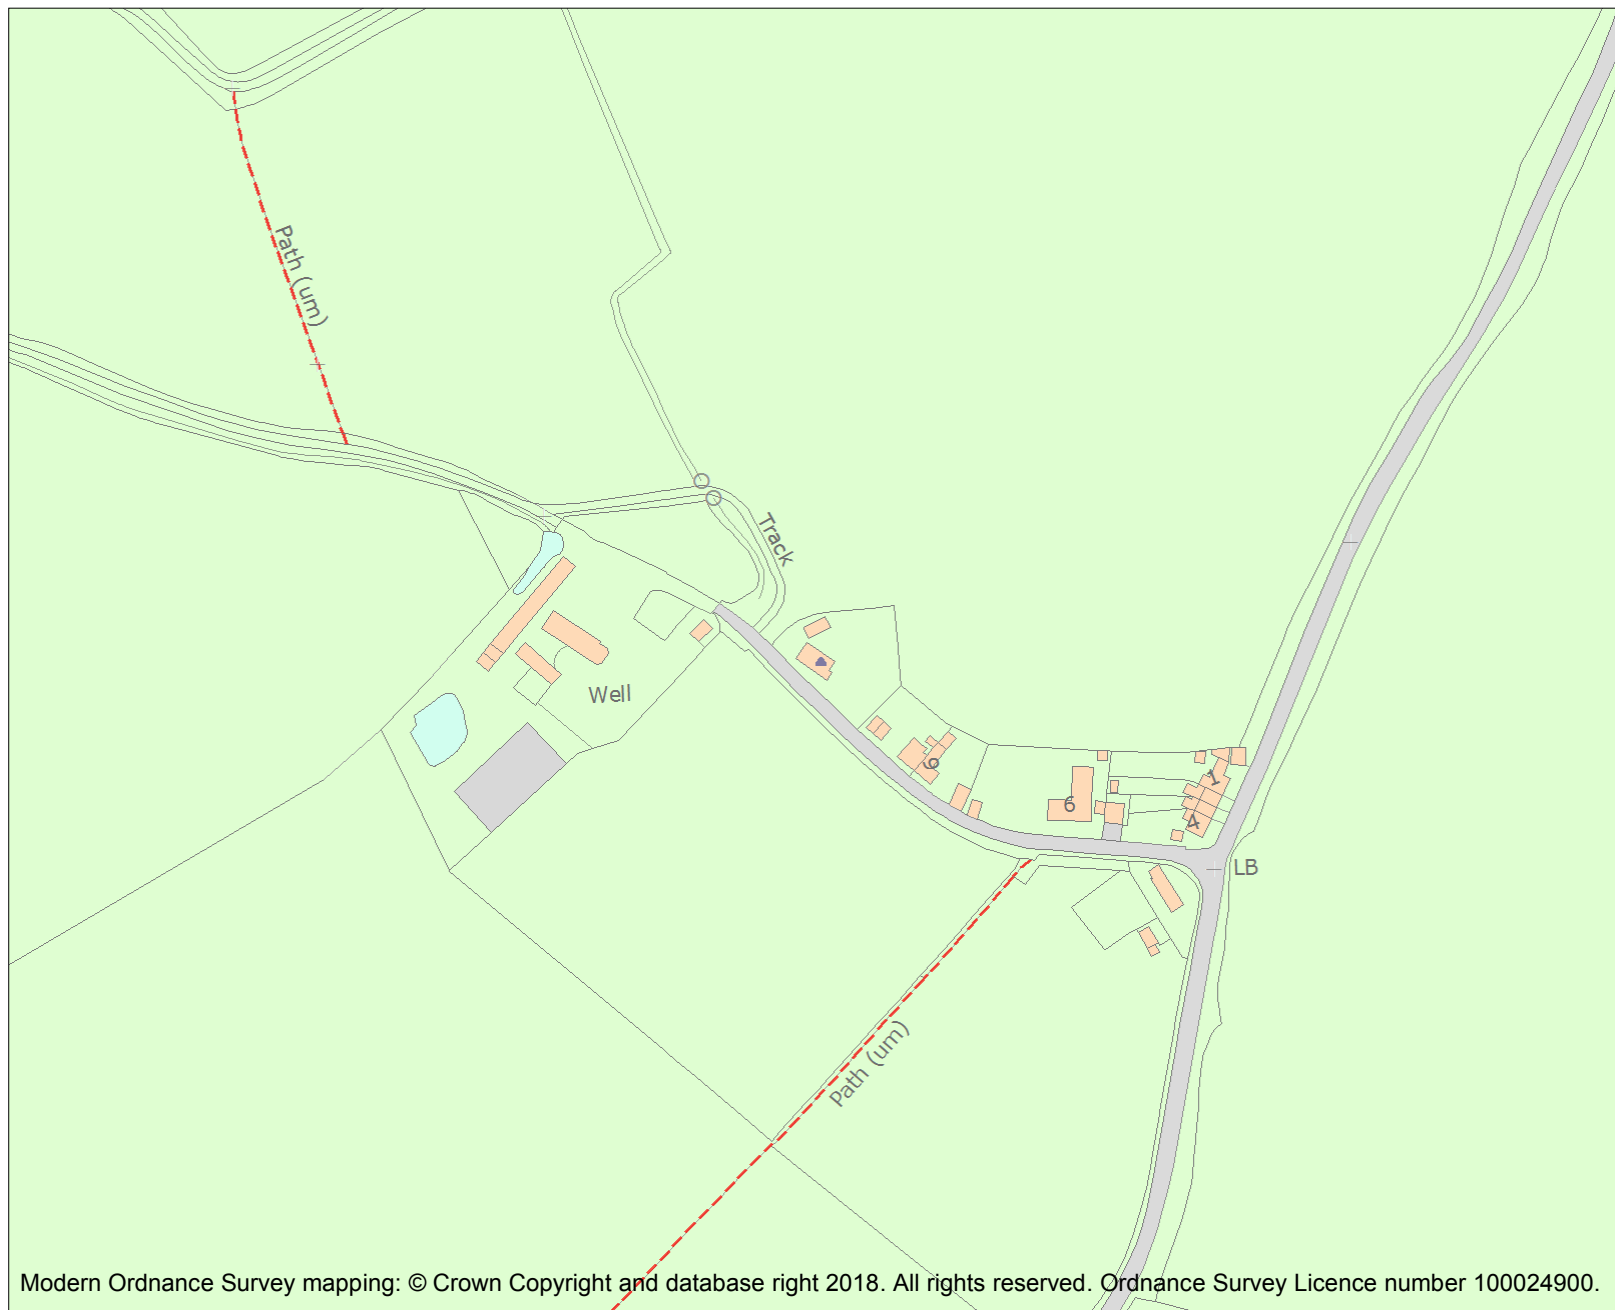 Path (um)
Track
Well
9
6
1
4
LB
Path (um)
Modern Ordnance Survey mapping: © Crown Copyright and database right 2018. All rights reserved. Ordnance Survey Licence number 100024900.